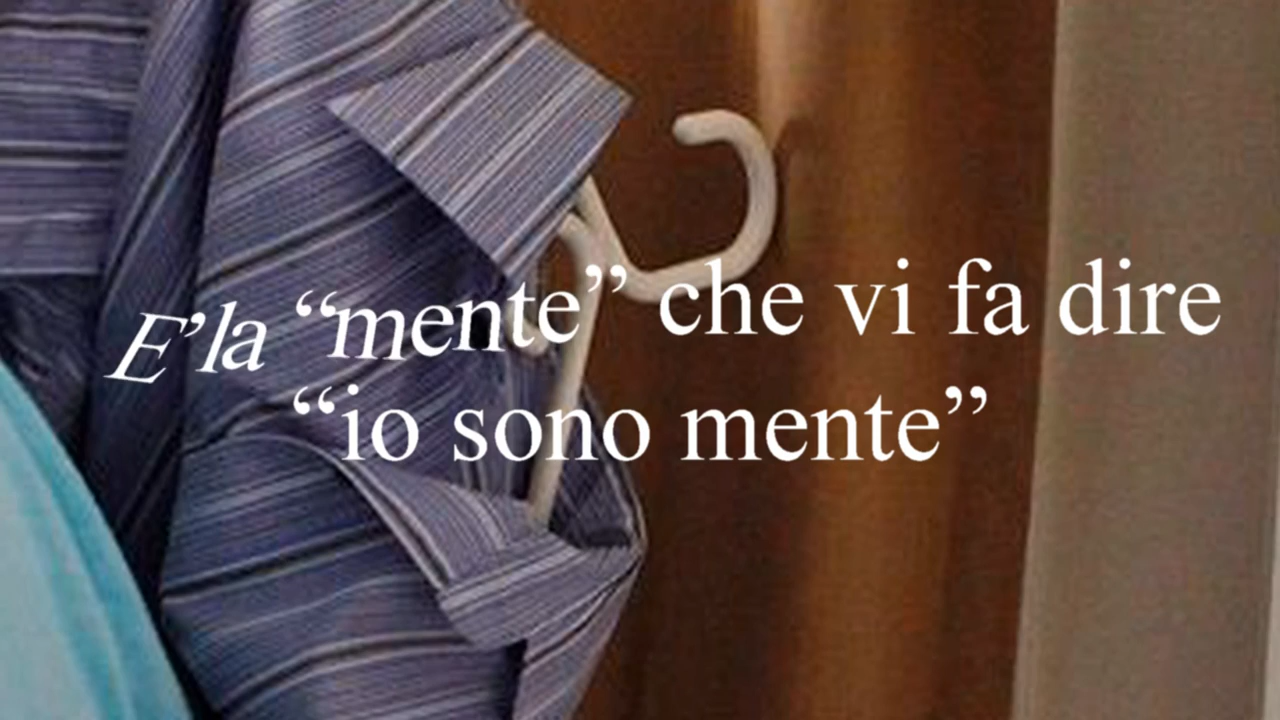 E’la “mente” che vi fa dire
“io sono mente”